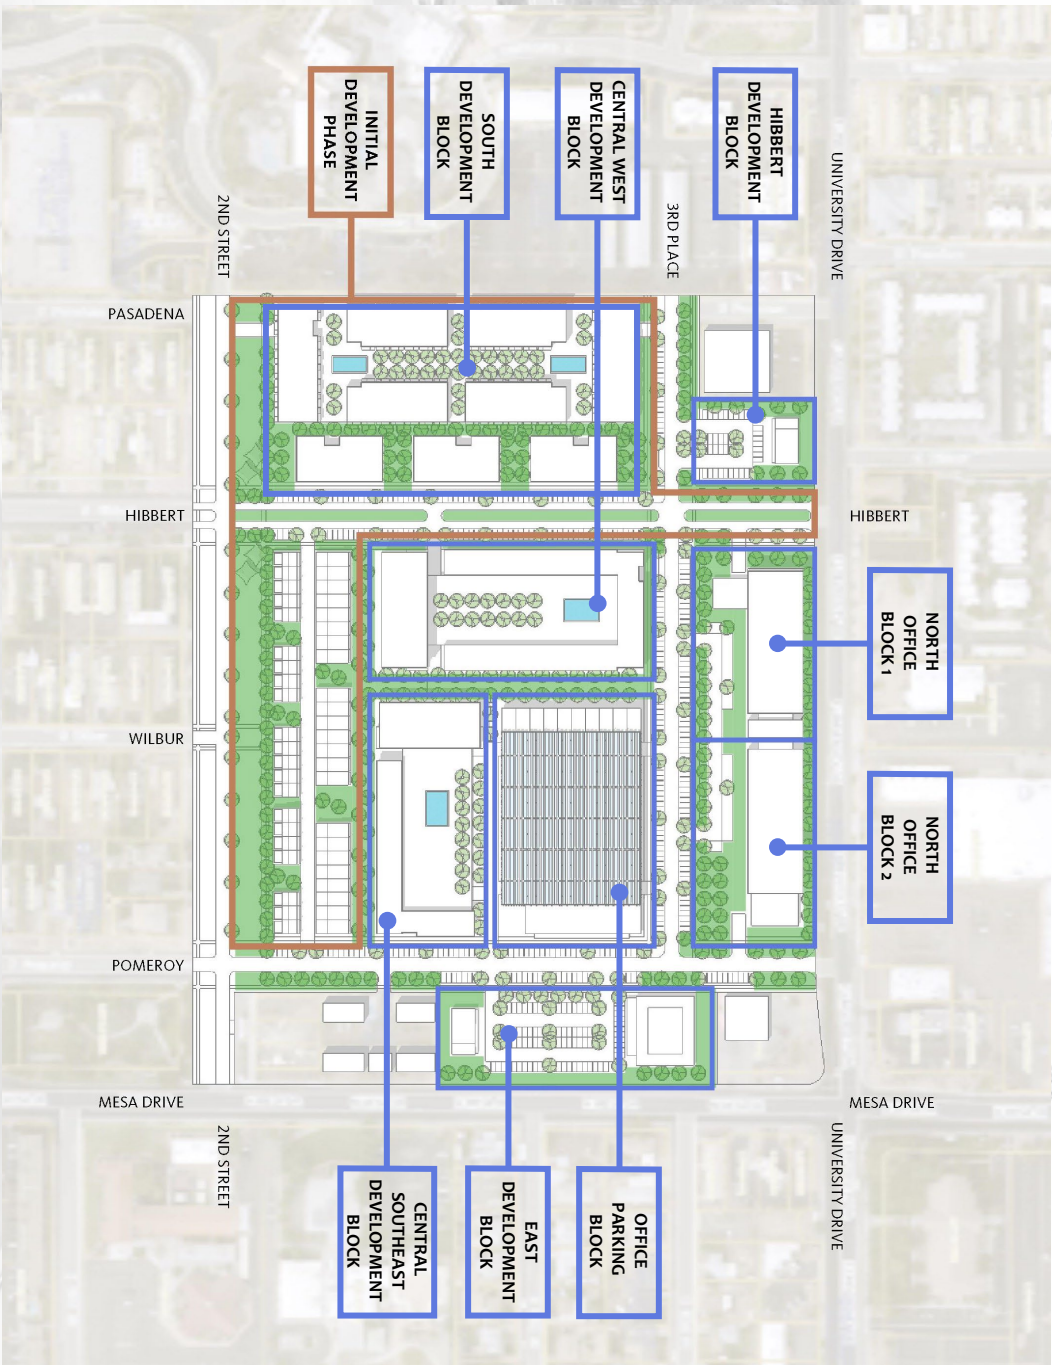 INITIAL
DEVELOPMENT
PHASE
SOUTH
DEVELOPMENT
BLOCK
CENTRAL WEST
DEVELOPMENT
BLOCK
HIBBERT
DEVELOPMENT
BLOCK
2ND STREET
3RD PLACE
UNIVERSITY DRIVE
PASADENA
HIBBERT
HIBBERT
NORTH
OFFICE
BLOCK 1
WILBUR
NORTH
OFFICE
BLOCK 2
POMEROY
MESA DRIVE
MESA DRIVE
2ND STREET
UNIVERSITY DRIVE
CENTRAL
SOUTHEAST
DEVELOPMENT
BLOCK
EAST
DEVELOPMENT
BLOCK
OFFICE
PARKING
BLOCK